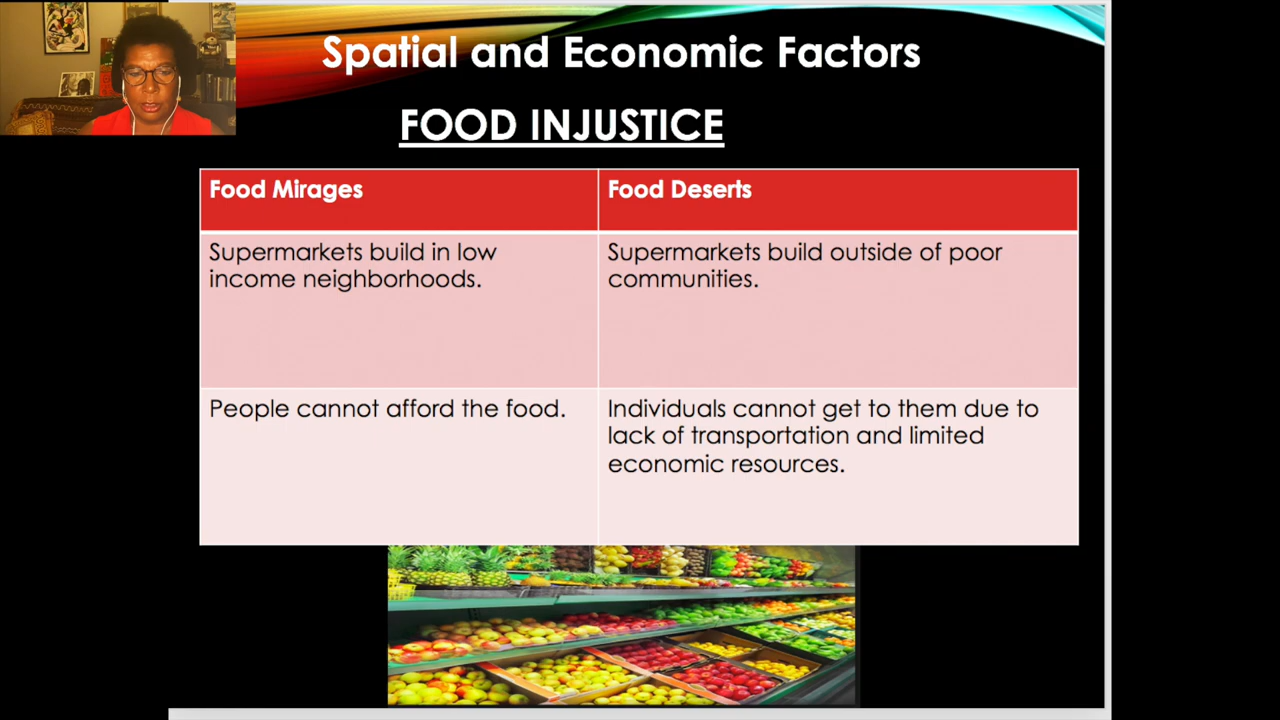 Spatial and Economic Factors
FOOD INJUSTICE
Food Mirages
Food Deserts
Supermarkets build in low
income neighborhoods.
Supermarkets build outside of poor
communities.
People cannot afford the food.
Individuals cannot get to them due to
lack of transportation and limited
economic resources.